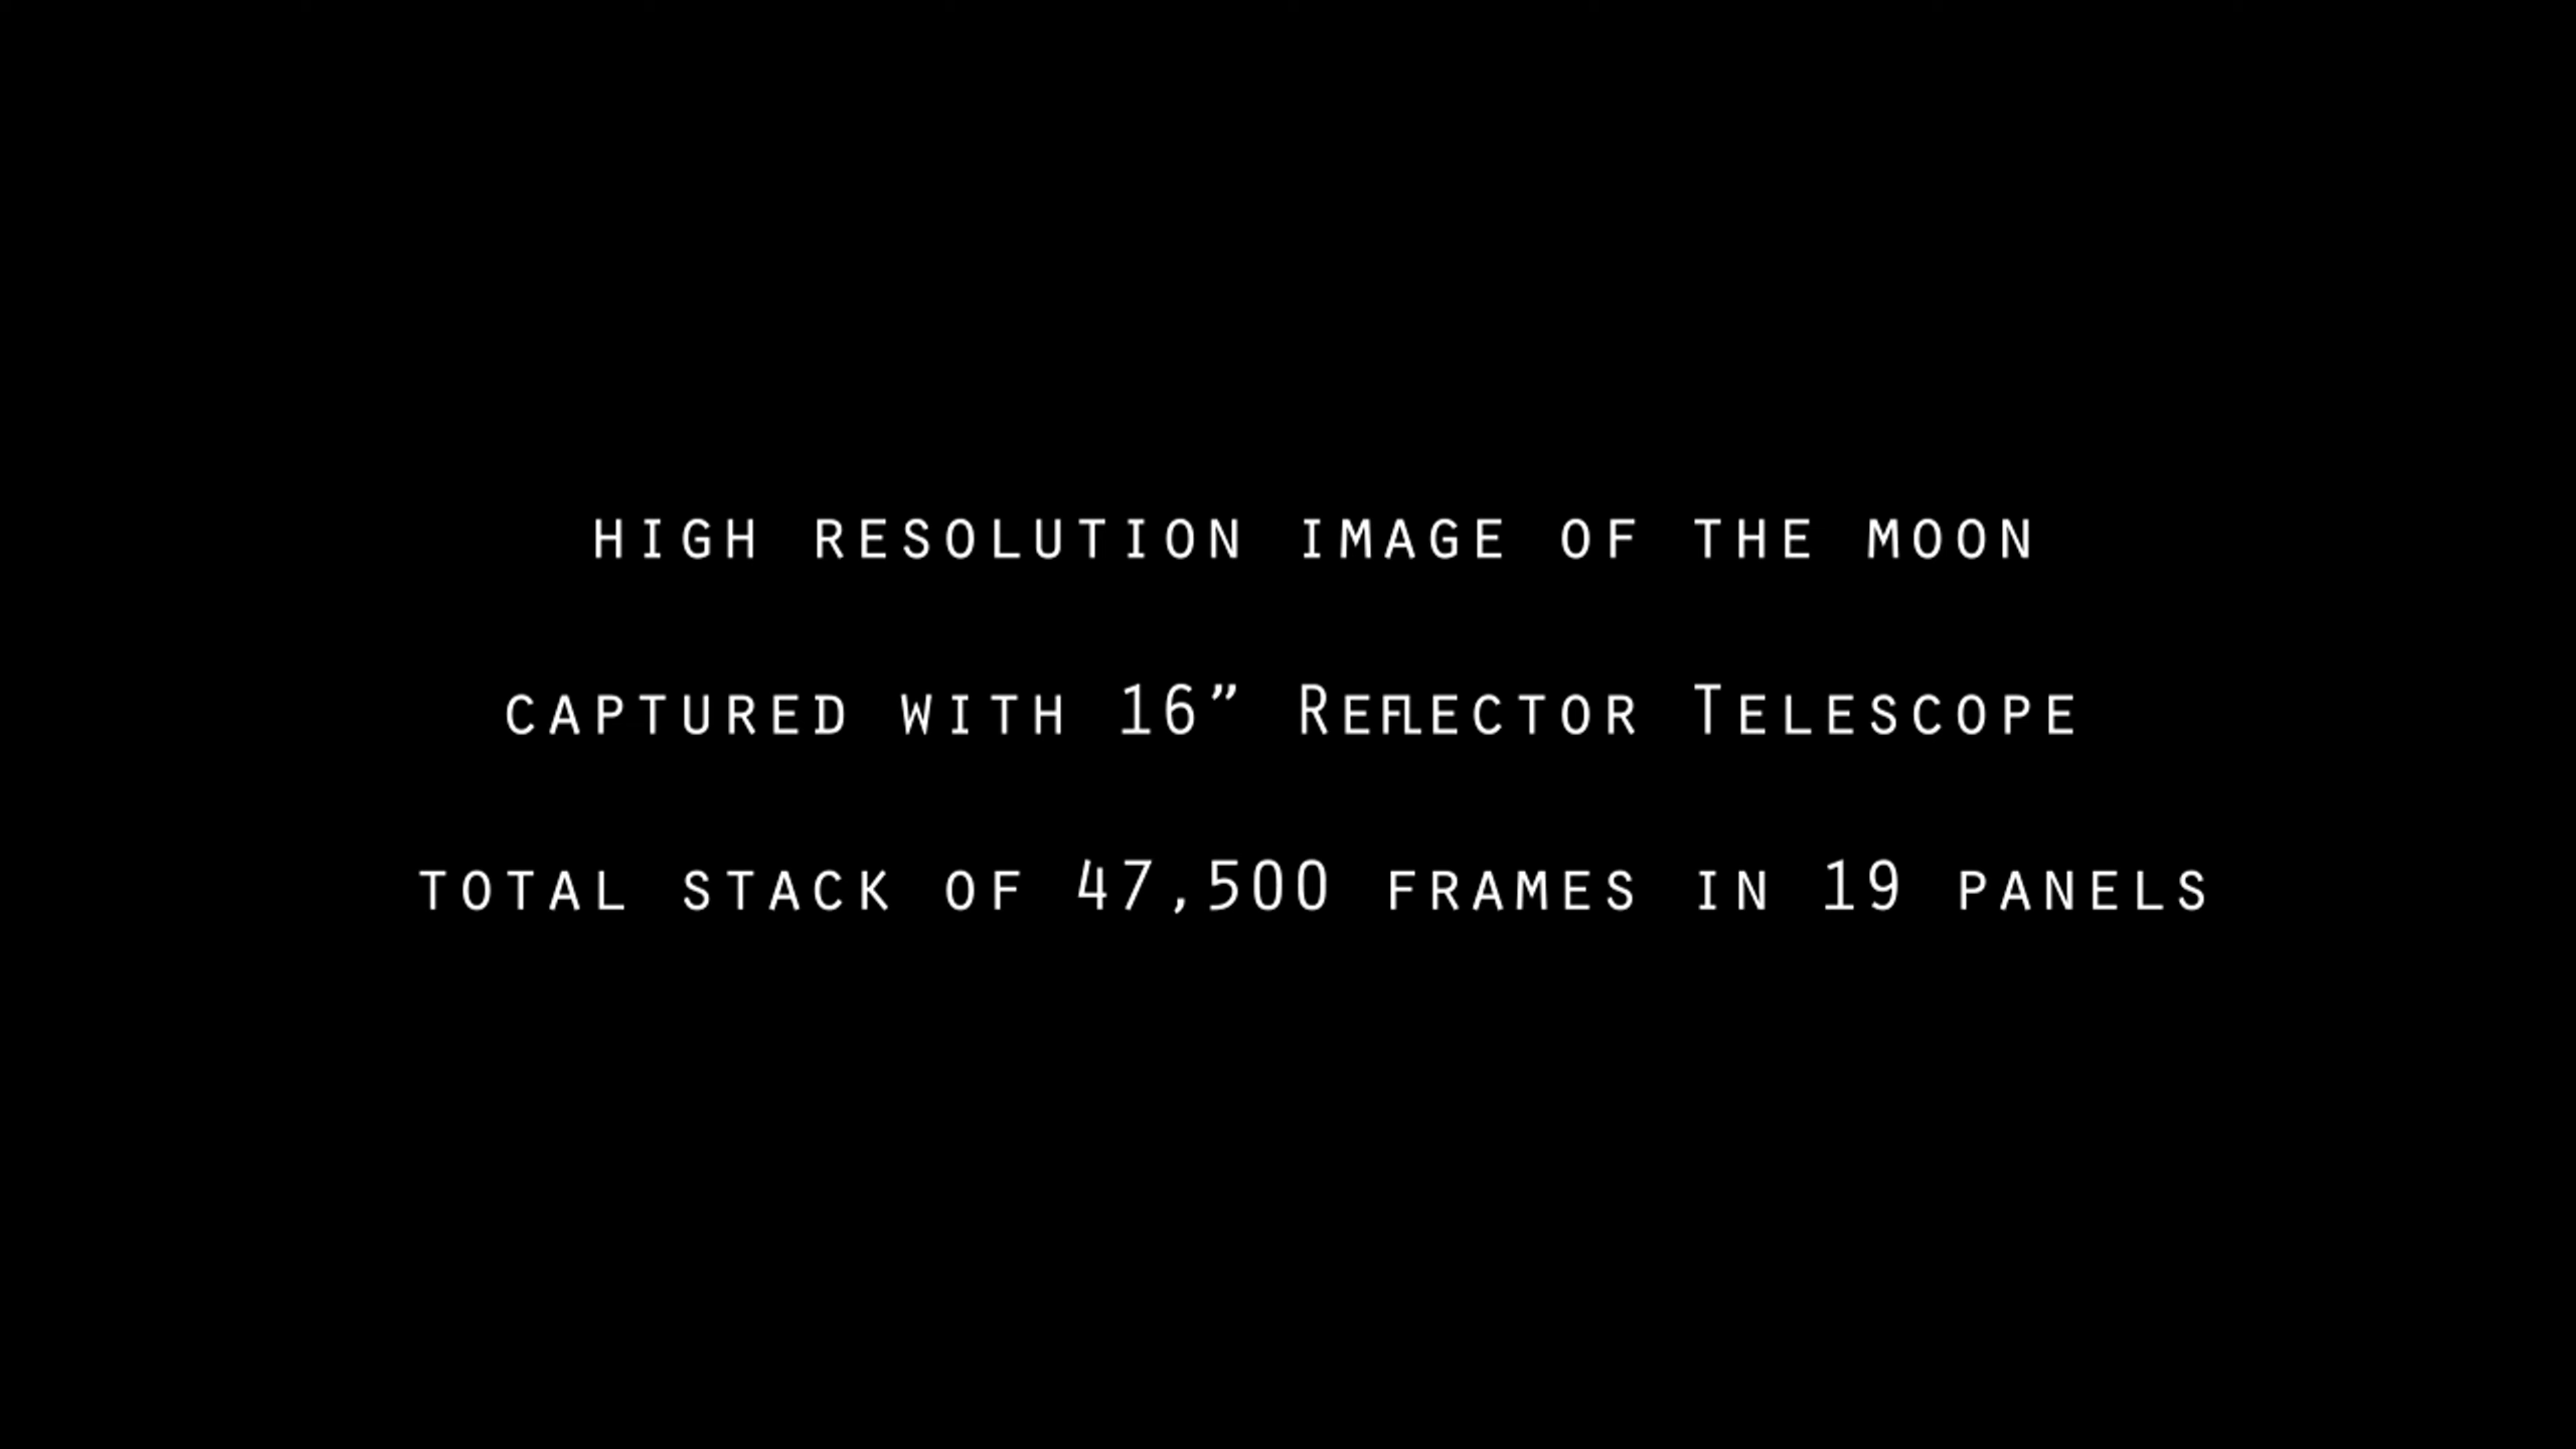 HIGH RESOLUTION IMAGE OF THE MOON
CAPTURED WITH 16” REFLECTOR TELESCOPE
TOTAL STACK OF 47,500 FRAMES IN 19 PANELS